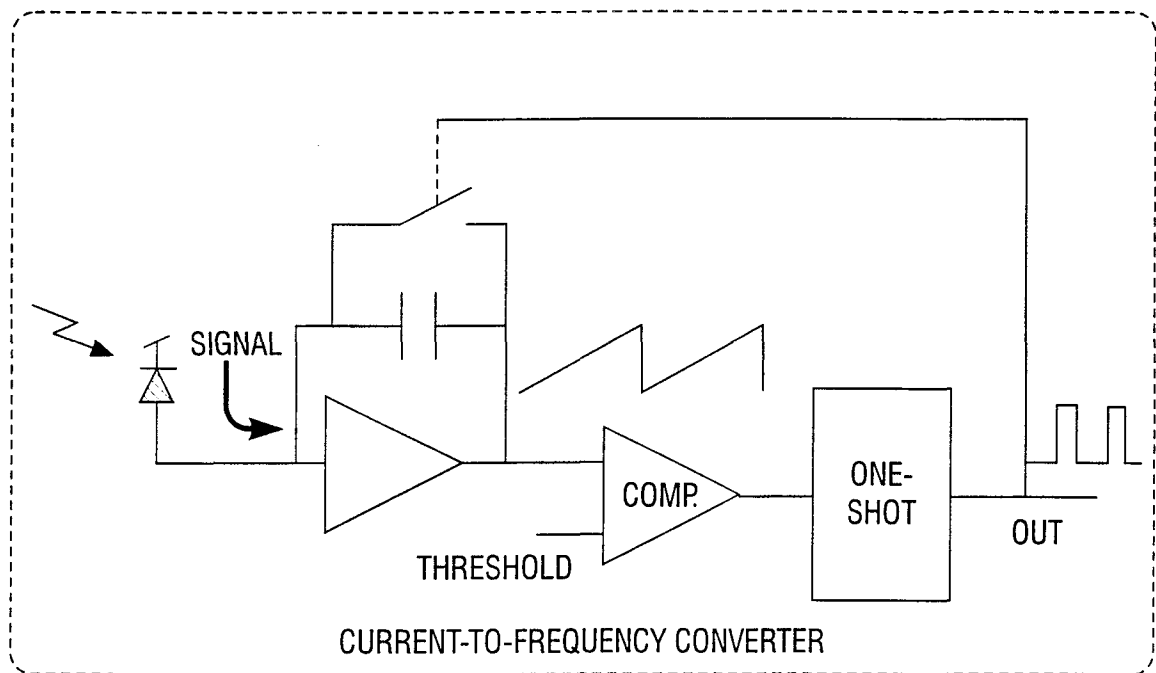 SIGNAL
COMP.
THRESHOLD
ONE-
SHOT
OUT
CURRENT-TO-FREQUENCY CONVERTER